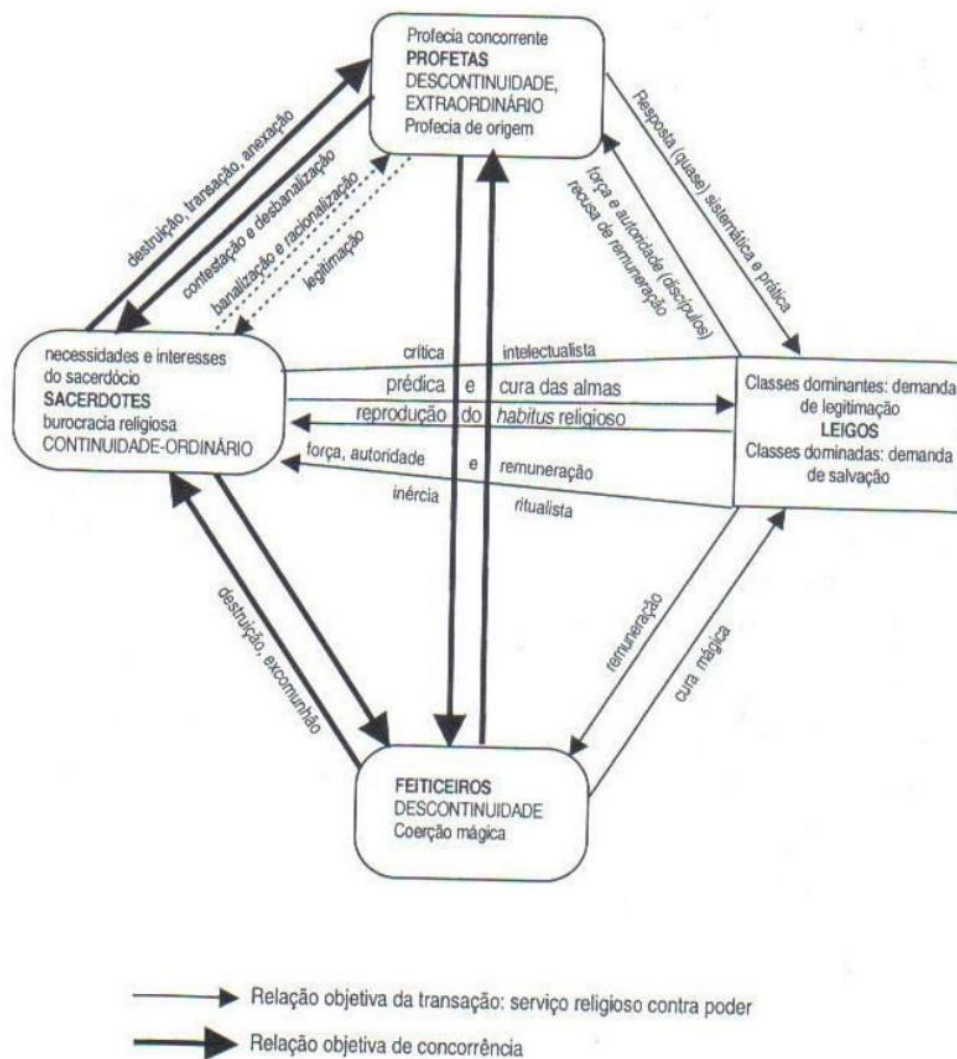 Profecia concorrente
PROFETAS
DESCONTINUIDADE,
EXTRAORDINÁRIO
Profecia de origem
destruição, transação, anexação
contestação e desbanalização
banalização e racionalização
legitimação
Resposta (quase) sistemática e prática
força e autoridade (discípulos)
recusa de remuneração
necessidades e interesses
do sacerdócio
SACERDOTES
burocracia religiosa
CONTINUIDADE-ORDINÁRIO
crítica intelectualista
prédica e cura das almas
reprodução do habitus religioso
força, autoridade e remuneração
inércia ritualista
Classes dominantes: demanda
de legitimação
LEIGOS
Classes dominadas: demanda
de salvação
destruição, excomunhão
remuneração
cura mágica
FEITICEIROS
DESCONTINUIDADE
Coerção mágica
Relação objetiva da transação: serviço religioso contra poder
Relação objetiva de concorrência